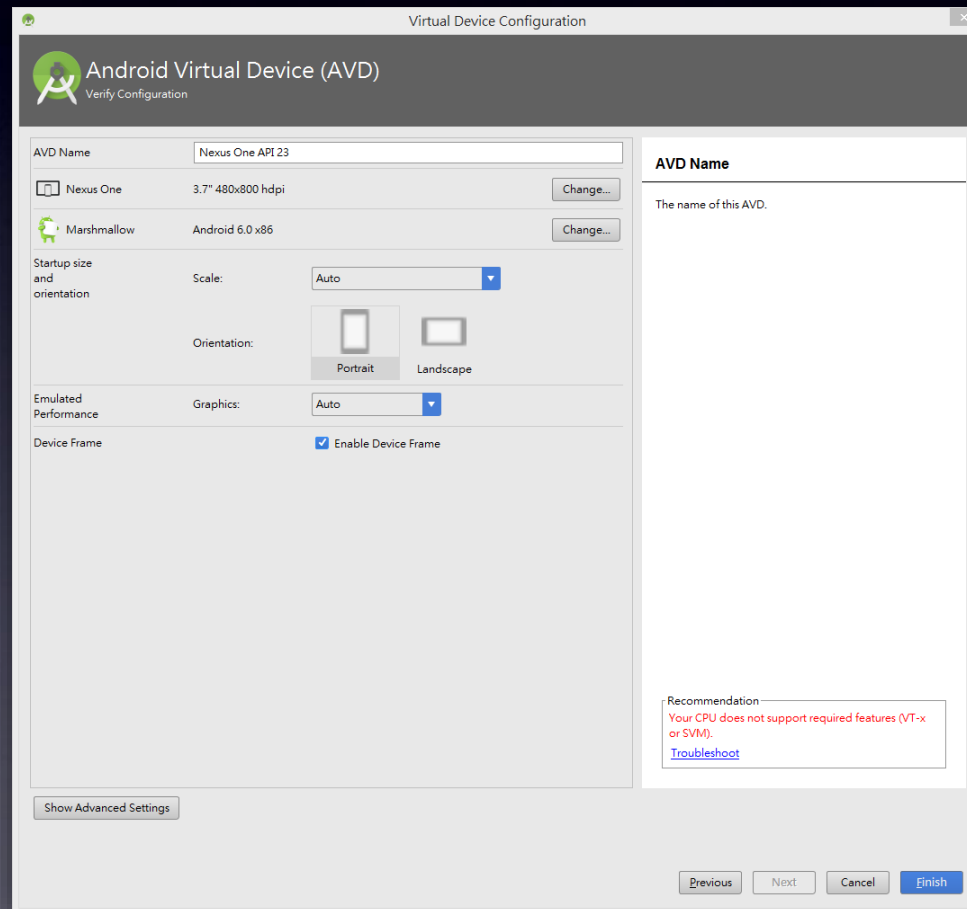 Virtual Device Configuration
Android Virtual Device (AVD)
Verify Configuration
AVD Name
Nexus One API 23
Nexus One
3.7" 480x800 hdpi
Change...
Marshmallow
Android 6.0 x86
Change...
Startup size
and
orientation
Scale:
Auto
Orientation:
Portrait
Landscape
Emulated
Performance
Graphics:
Auto
Device Frame
Enable Device Frame
AVD Name
The name of this AVD.
Recommendation
Your CPU does not support required features (VT-x
or SVM).
Troubleshoot
Show Advanced Settings
Previous
Next
Cancel
Finish